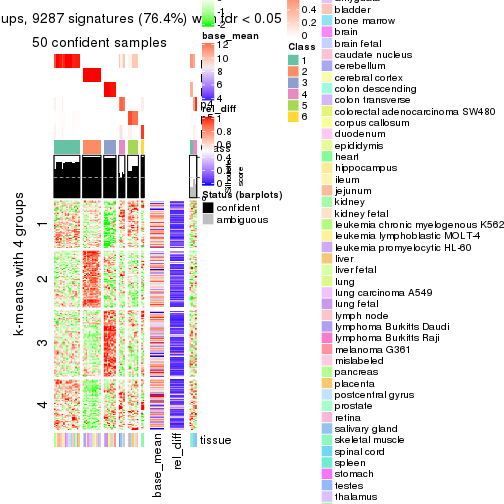 ups, 9287 signatures (76.4%) with fdr < 0.05
50 confident samples
base_mean
12
10
8
6
4
rel_diff
1
0.8
0.6
0.4
0.2
0
0.4
0.2
0
Class
1
2
3
4
5
6
Silhouette
score
Status (barplots)
confident
ambiguous
k-means with 4 groups
1
2
3
4
tissue
base_mean
rel_diff
bladder
bone marrow
brain
brain fetal
caudate nucleus
cerebellum
cerebral cortex
colon descending
colon transverse
colorectal adenocarcinoma SW480
corpus callosum
duodenum
epididymis
heart
hippocampus
ileum
jejunum
kidney
kidney fetal
leukemia chronic myelogenous K562
leukemia lymphoblastic MOLT-4
leukemia promyelocytic HL-60
liver
liver fetal
lung
lung carcinoma A549
lung fetal
lymph node
lymphoma Burkitts Daudi
lymphoma Burkitts Raji
melanoma G361
mislabeled
pancreas
placenta
postcentral gyrus
prostate
retina
salivary gland
skeletal muscle
spinal cord
spleen
stomach
testes
thalamus